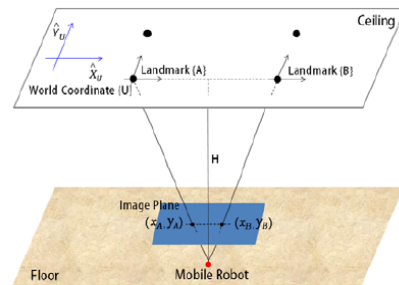 Ceiling
Ŷ_U
X̂_U
Landmark {A}
Landmark {B}
World Coordinate {U}
H
Image Plane
(x_A, y_A)
(x_B, y_B)
Mobile Robot
Floor